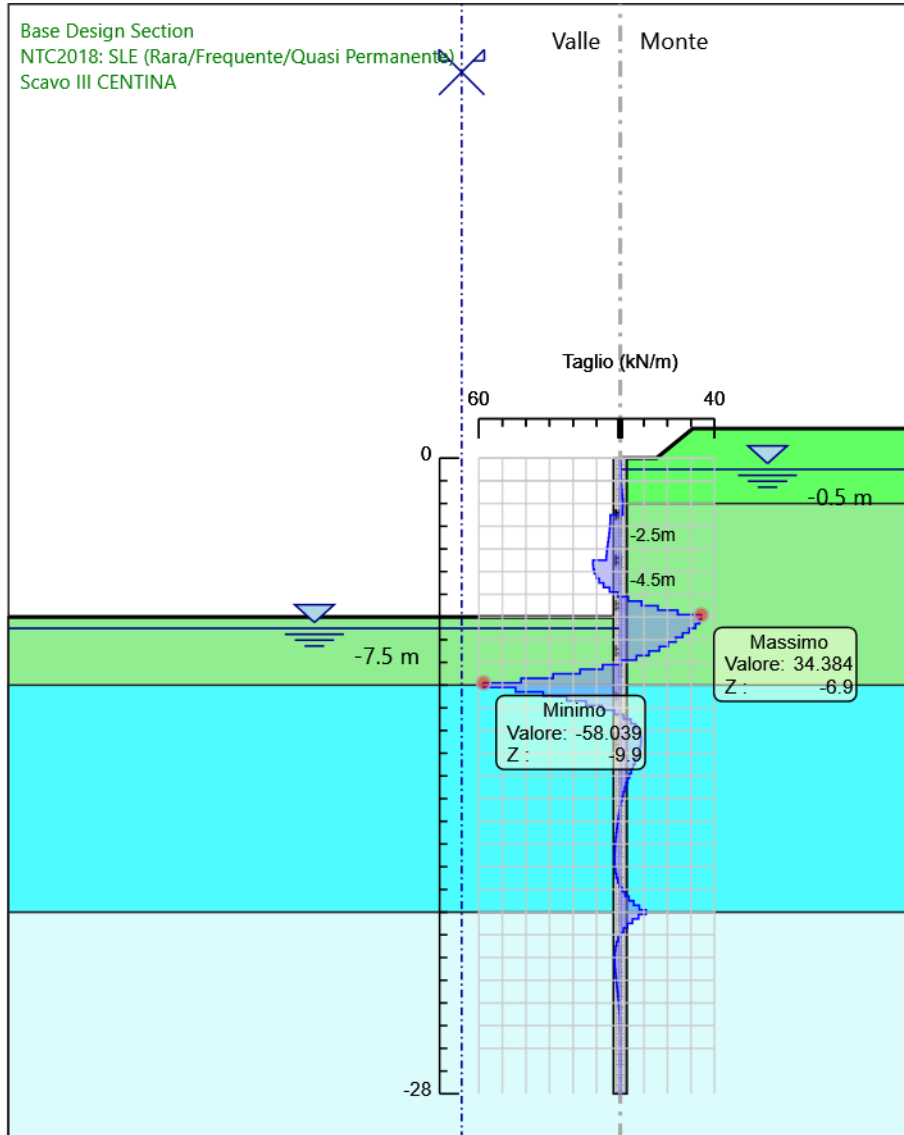 Base Design Section
NTC2018: SLE (Rara/Frequente/Quasi Permanente)
Scavo III CENTINA
Valle
Monte
Taglio (kN/m)
60
40
0
-0.5 m
-2.5m
-4.5m
-7.5 m
Massimo
Valore: 34.384
Z : -6.9
Minimo
Valore: -58.039
Z : -9.9
-28